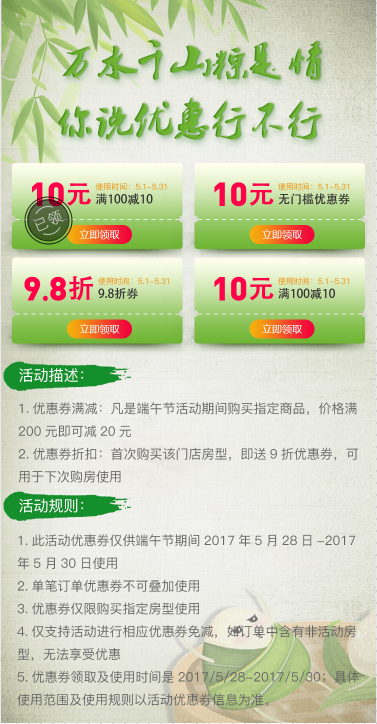 万水千山粽是情
你说优惠行不行
10元 使用时间：5.1-5.31
满100减10
已领
立即领取
10元 使用时间：5.1-5.31
无门槛优惠券
立即领取
9.8折 使用时间：5.1-5.31
9.8折券
立即领取
10元 使用时间：5.1-5.31
满100减10
立即领取
活动描述：
1. 优惠券满减：凡是端午节活动期间购买指定商品，价格满
200 元即可减 20 元
2. 优惠券折扣：首次购买该门店房型，即送 9 折优惠券，可
用于下次购房使用
活动规则：
1. 此活动优惠券仅供端午节期间 2017 年 5 月 28 日 -2017
年 5 月 30 日使用
2. 单笔订单优惠券不可叠加使用
3. 优惠券仅限购买指定房型使用
4. 仅支持活动进行相应优惠券免减，如订单中含有非活动房
型，无法享受优惠
5. 优惠券领取及使用时间是 2017/5/28-2017/5/30；具体
使用范围及使用规则以活动优惠券信息为准。